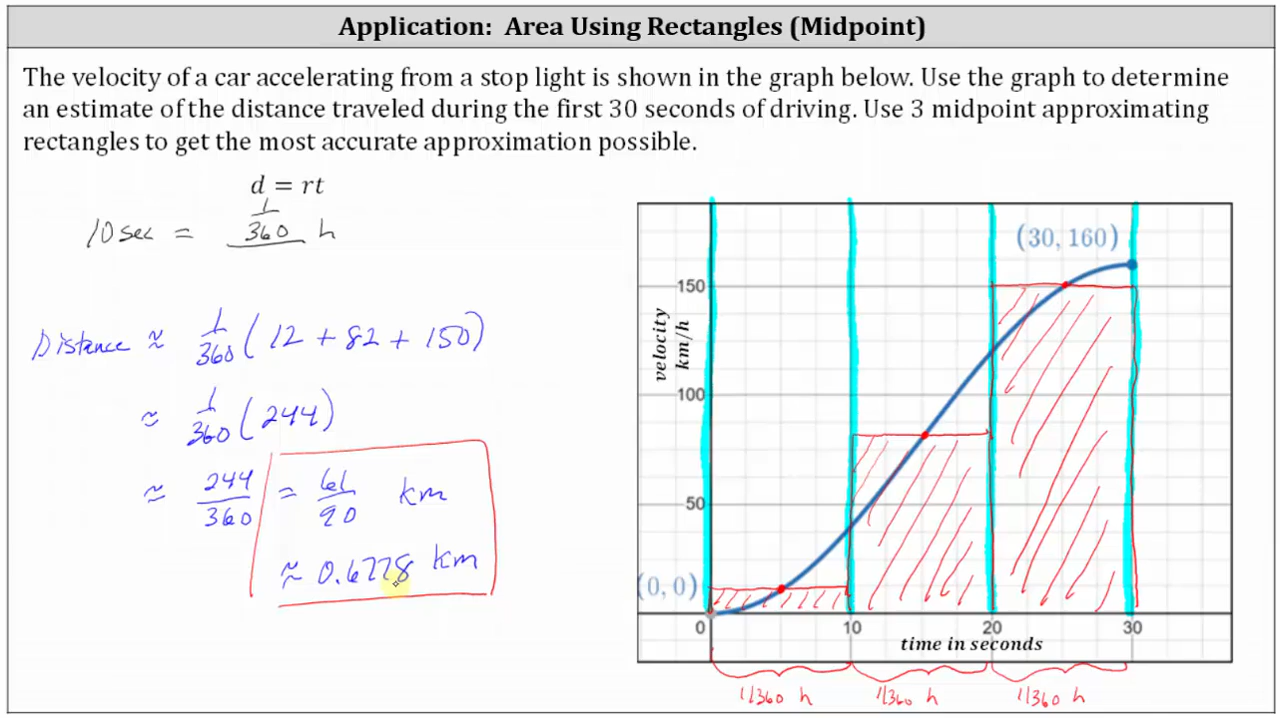 Application: Area Using Rectangles (Midpoint)
The velocity of a car accelerating from a stop light is shown in the graph below. Use the graph to determine
an estimate of the distance traveled during the first 30 seconds of driving. Use 3 midpoint approximating
rectangles to get the most accurate approximation possible.
d = rt
10 sec = 1/360 h
Distance ≈ 1/360 (12 + 82 + 150)
≈ 1/360 (244)
≈ 244/360 = 61/90 km
≈ 0.6778 km
(30, 160)
150
velocity
km/h
100
50
(0, 0)
0 10 20 30
time in seconds
1/360 h 1/360 h 1/360 h